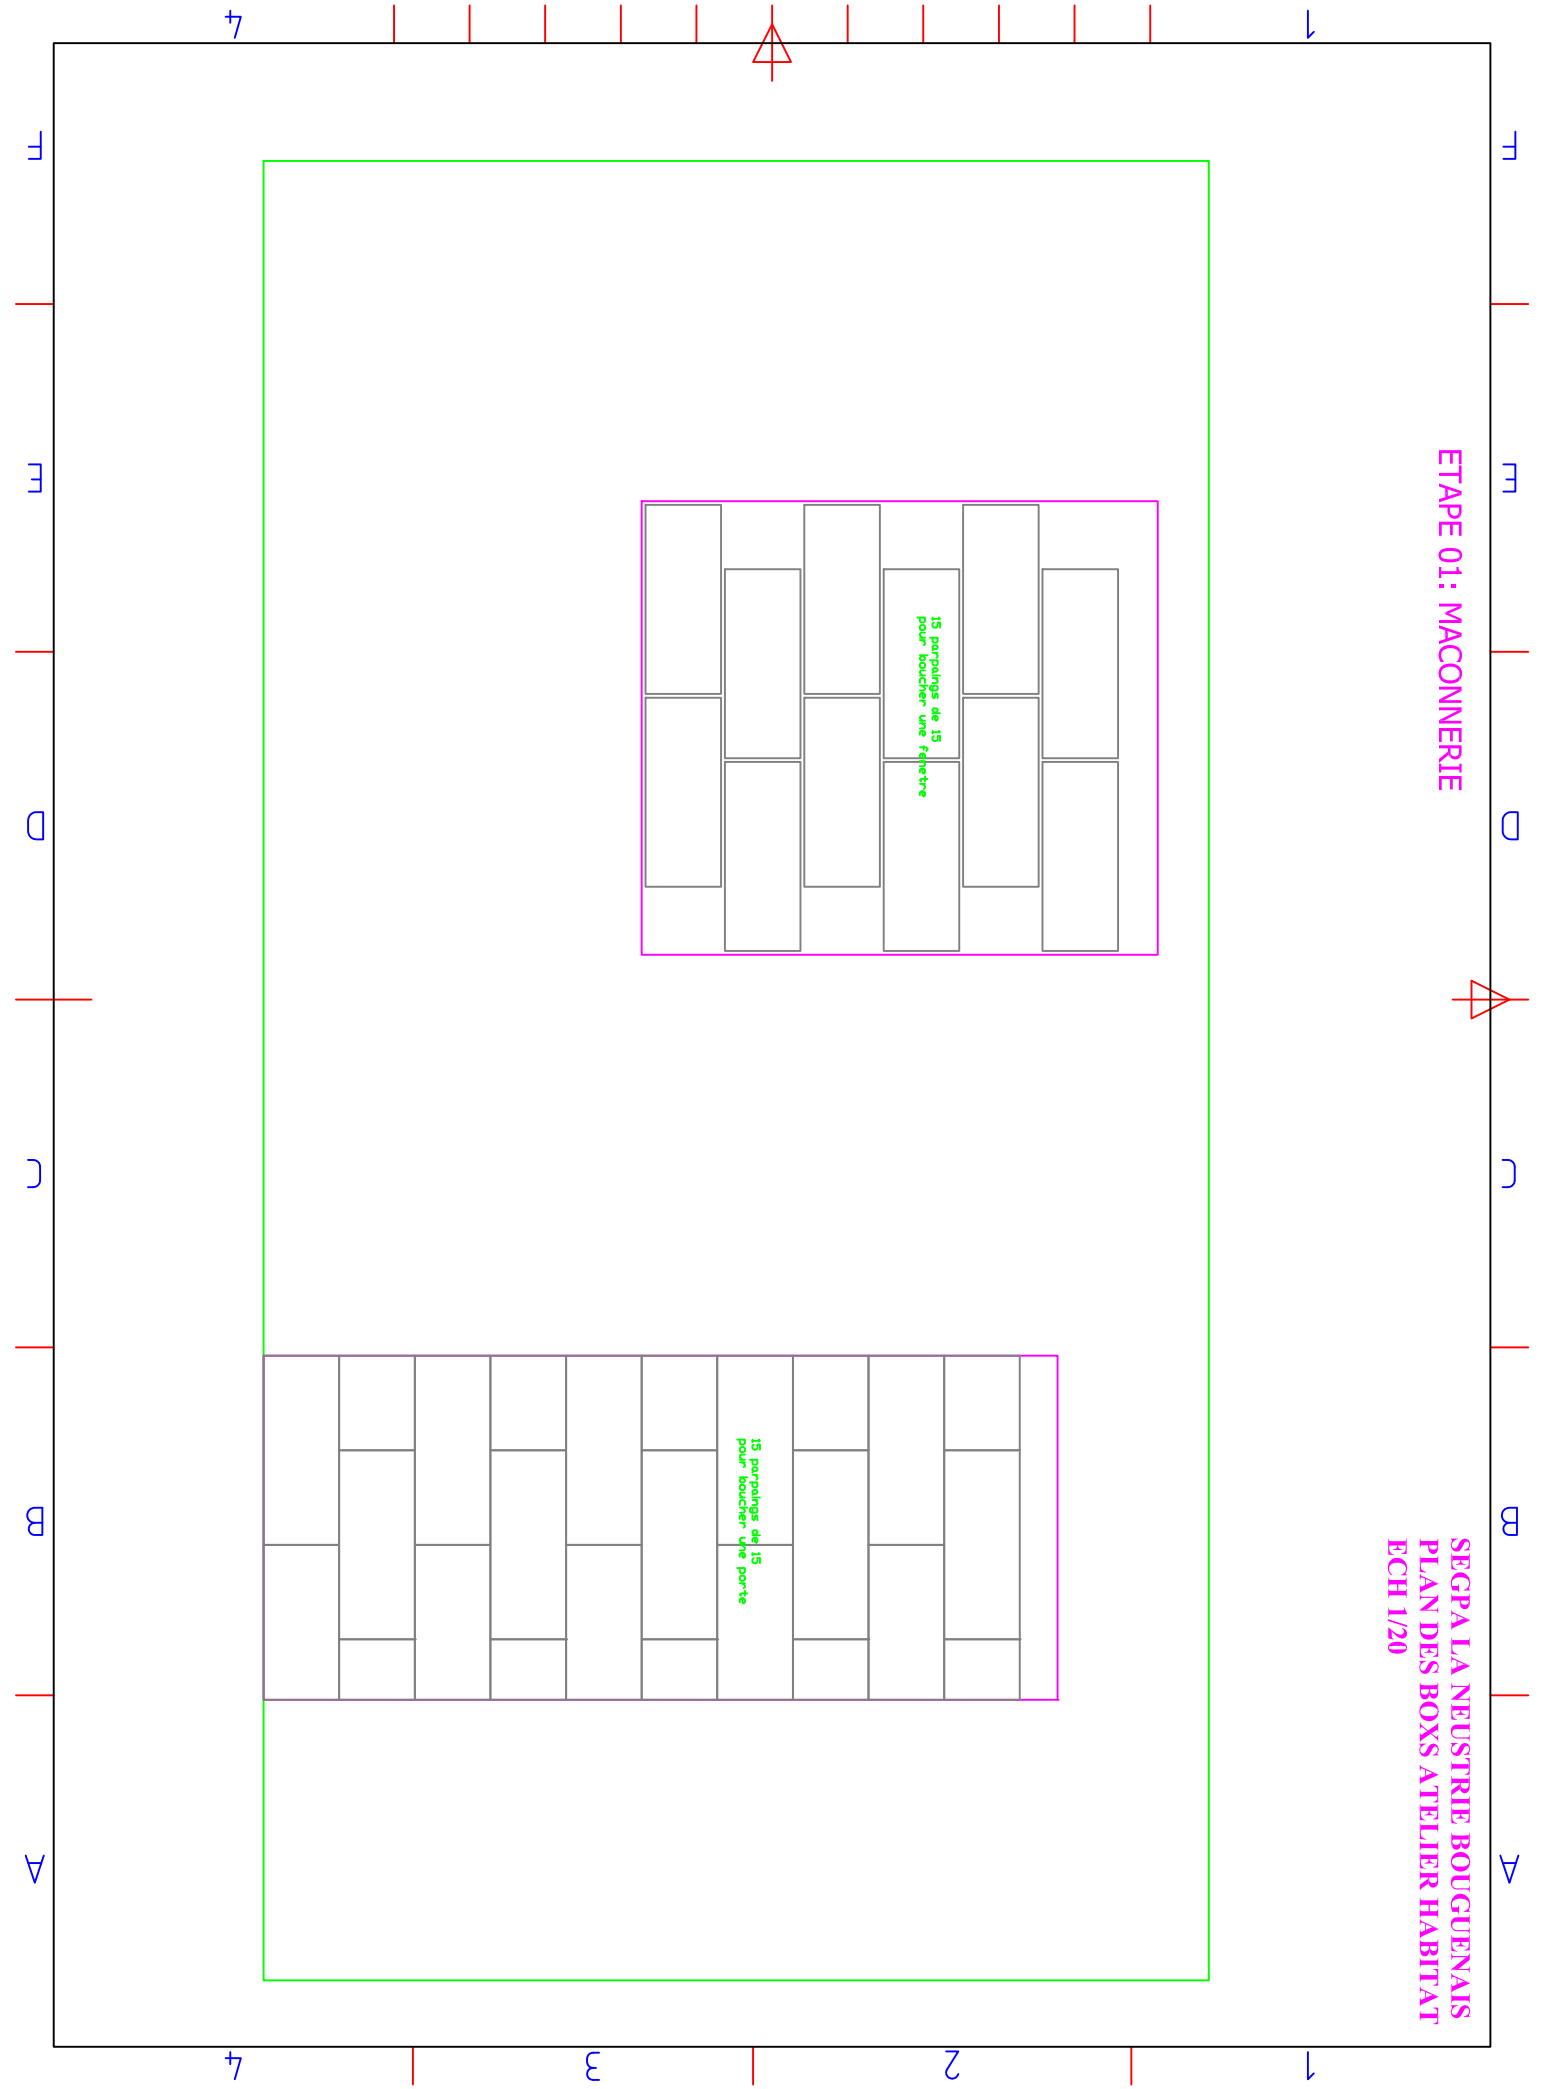 ETAPE 01: MACONNERIE
SEGPA LA NEUSTRIE BOUGUENAIS
PLAN DES BOXS ATELIER HABITAT
ECH 1/20
15 parpaings de 15
pour boucher une fenetre
15 parpaings de 15
pour boucher une porte
F
E
D
C
B
A
F
E
D
C
B
A
1
4
1
2
3
4